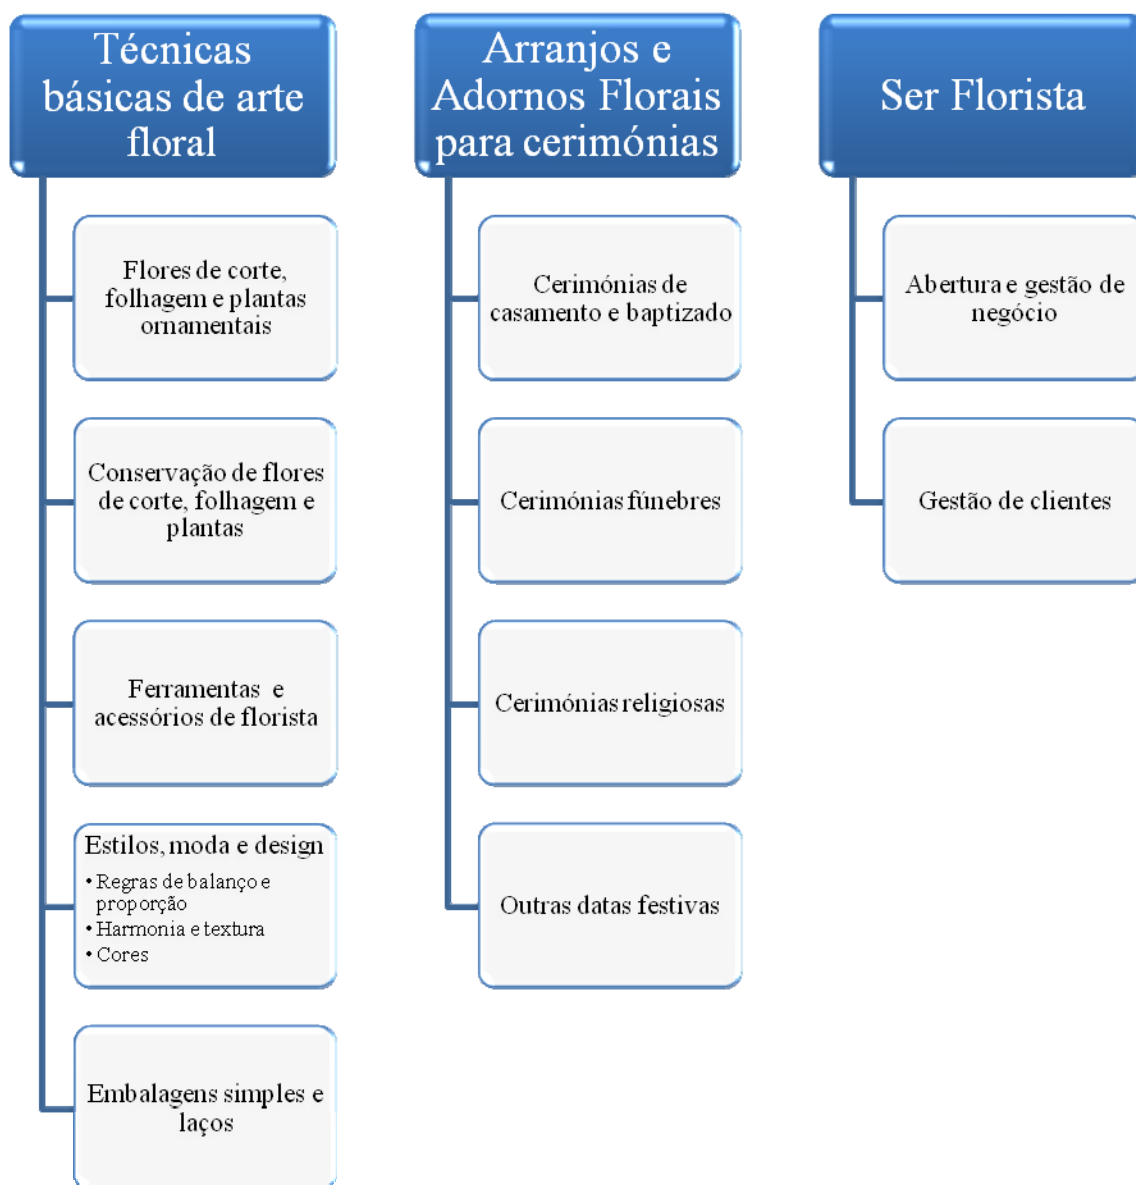 Técnicas
básicas de arte
floral
Flores de corte,
folhagem e plantas
ornamentais
Conservação de flores
de corte, folhagem e
plantas
Ferramentas e
acessórios de florista
Estilos, moda e design
• Regras de balanço e
proporção
• Harmonia e textura
• Cores
Embalagens simples e
laços
Arranjos e
Adornos Florais
para cerimónias
Cerimónias de
casamento e baptizado
Cerimónias fúnebres
Cerimónias religiosas
Outras datas festivas
Ser Florista
Abertura e gestão de
negócio
Gestão de clientes